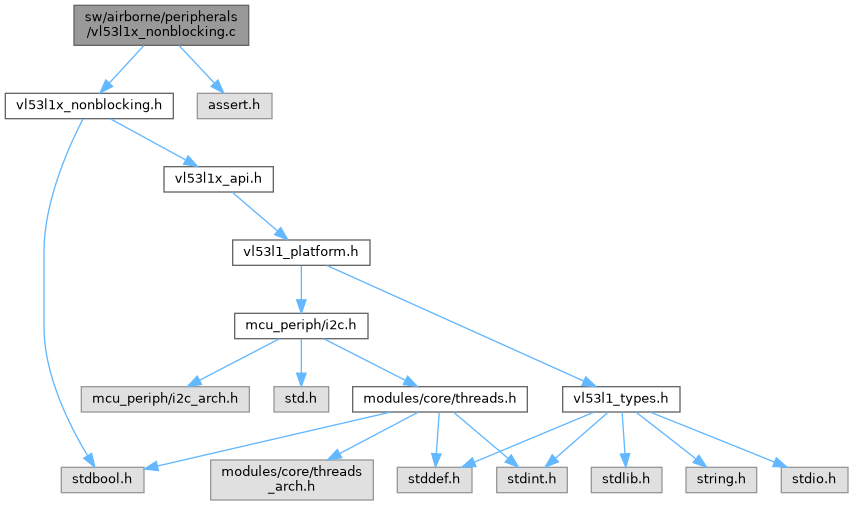 sw/airborne/peripherals
/vl53l1x_nonblocking.c
vl53l1x_nonblocking.h
assert.h
vl53l1x_api.h
vl53l1_platform.h
mcu_periph/i2c.h
mcu_periph/i2c_arch.h
std.h
modules/core/threads.h
vl53l1_types.h
stdbool.h
modules/core/threads
_arch.h
stddef.h
stdint.h
stdlib.h
string.h
stdio.h